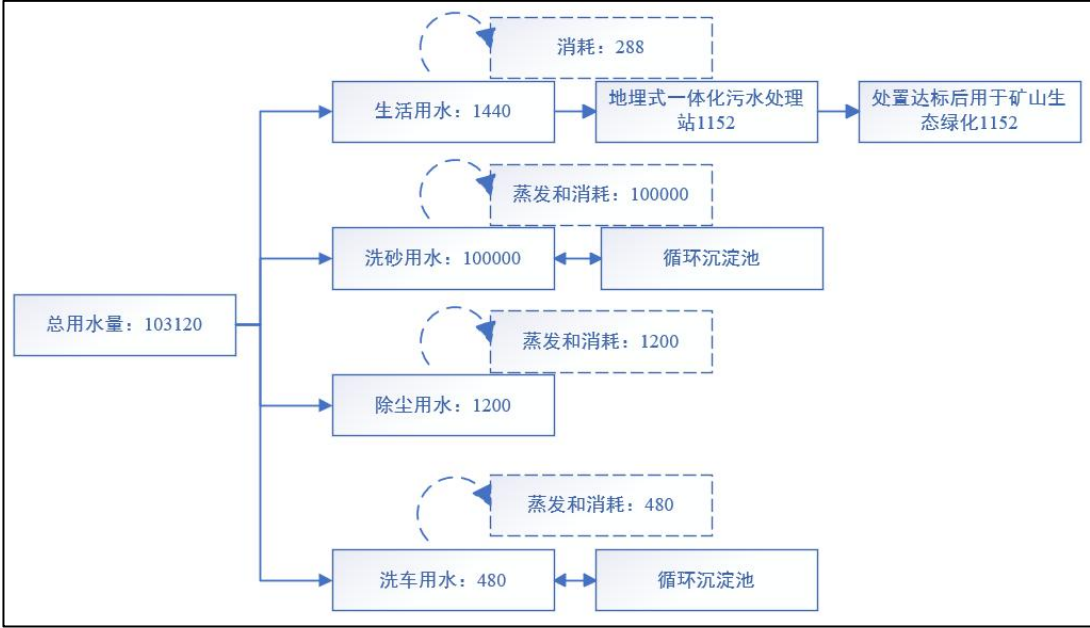 消耗：288
生活用水：1440
地埋式一体化污水处理
站1152
处置达标后用于矿山生
态绿化1152
蒸发和消耗：100000
洗砂用水：100000
循环沉淀池
总用水量：103120
蒸发和消耗：1200
除尘用水：1200
蒸发和消耗：480
洗车用水：480
循环沉淀池